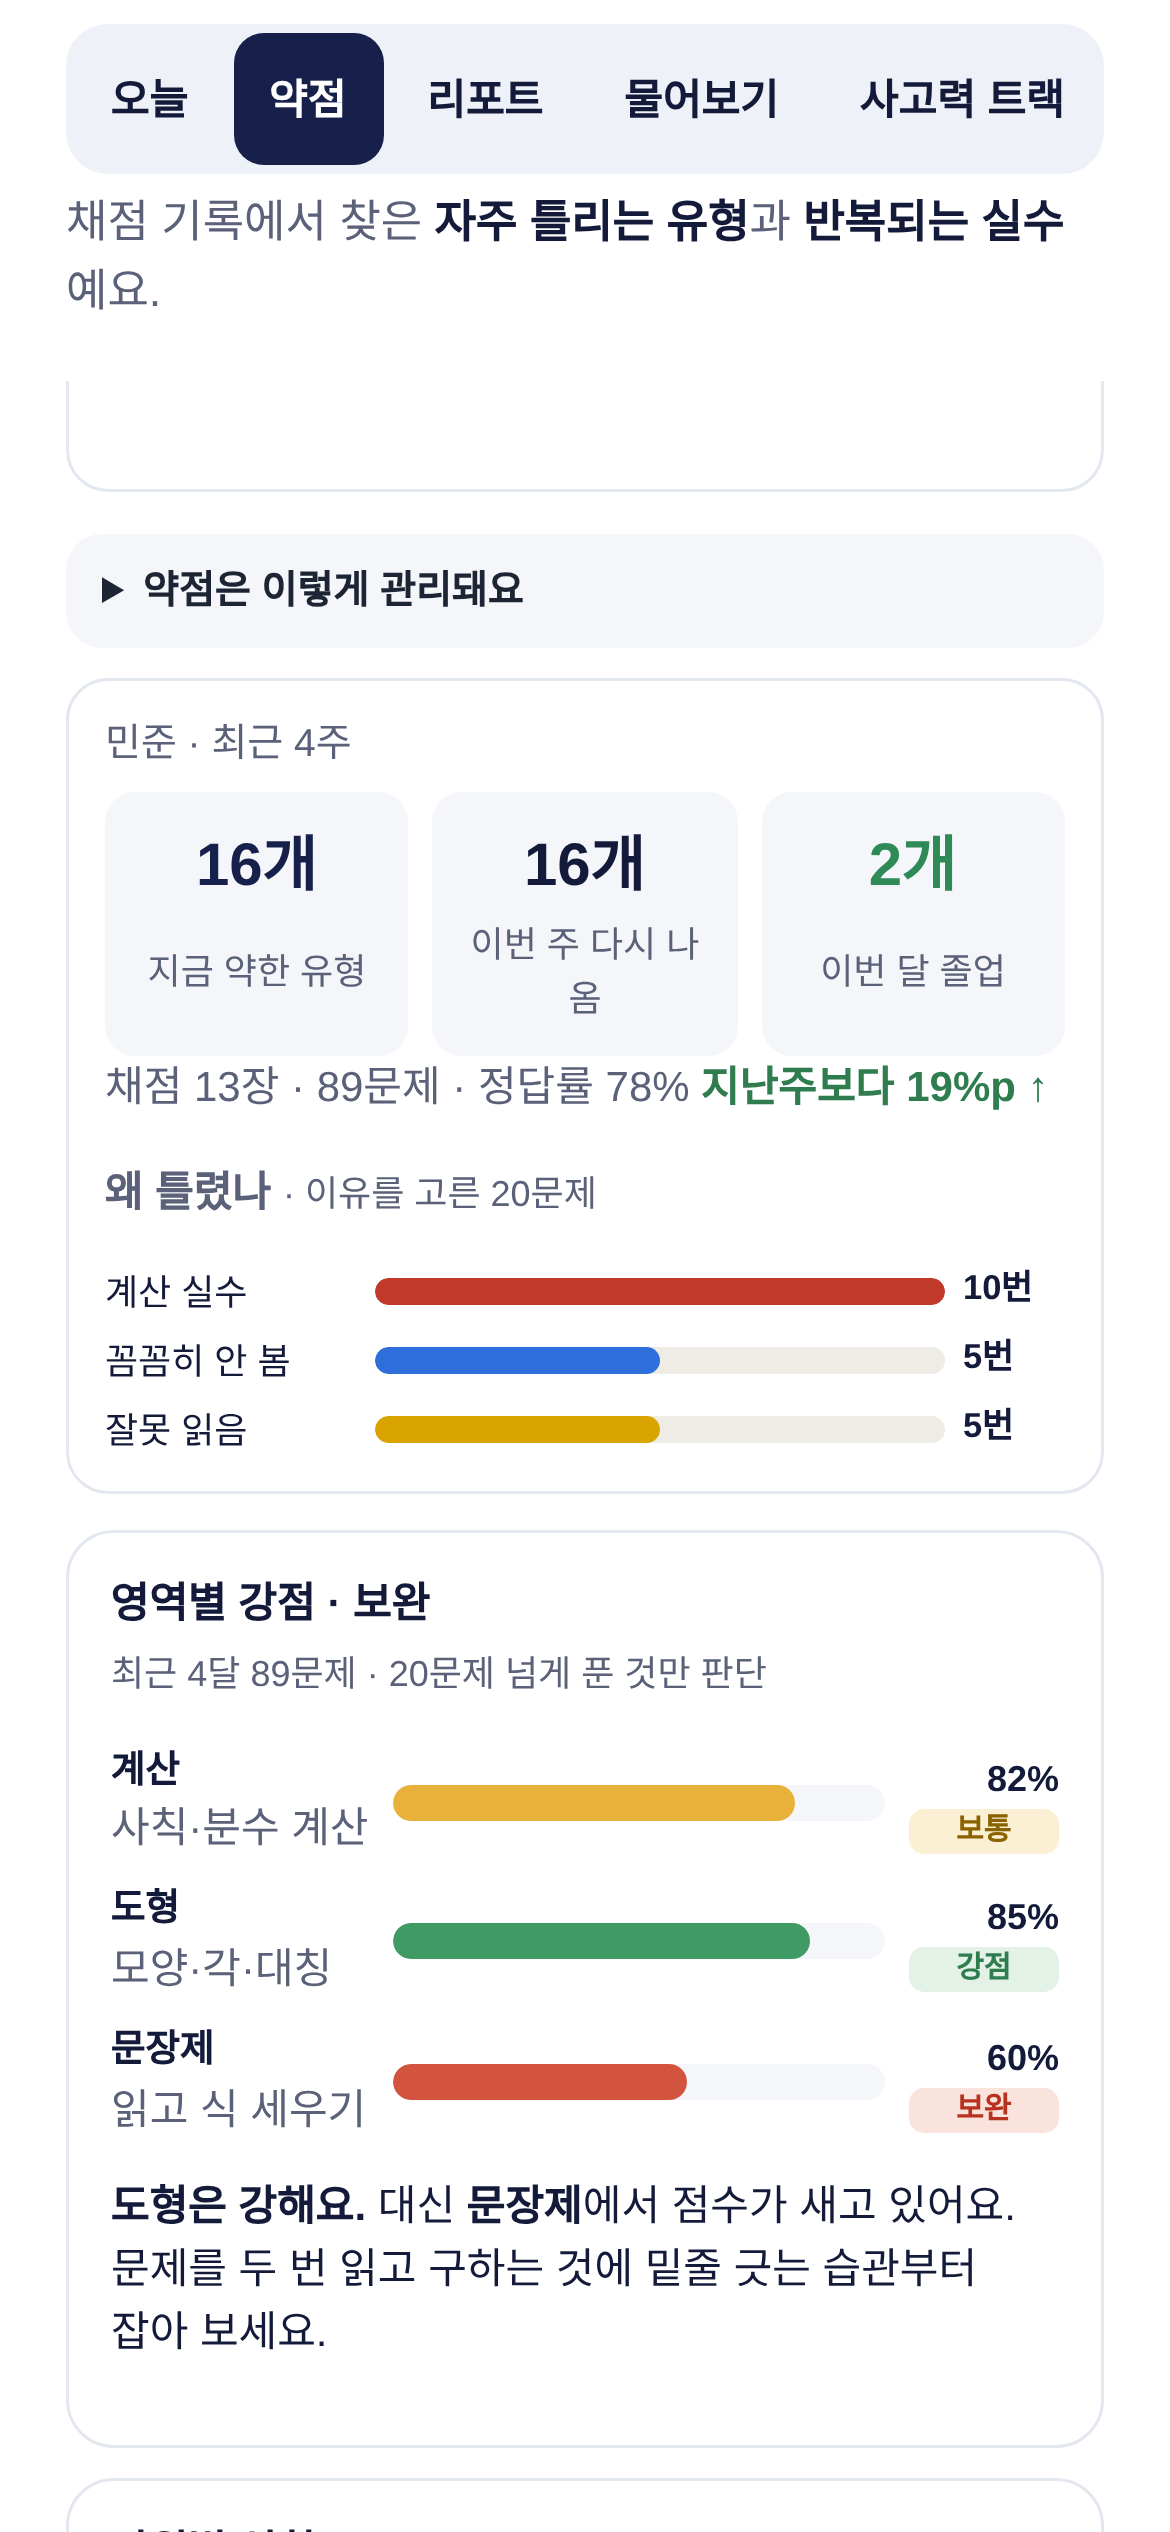 오늘 약점 리포트 물어보기 사고력 트랙
채점 기록에서 찾은 자주 틀리는 유형과 반복되는 실수
예요.
▶ 약점은 이렇게 관리돼요
민준 · 최근 4주
16개 16개 2개
지금 약한 유형 이번 주 다시 나옴 이번 달 졸업
채점 13장 · 89문제 · 정답률 78% 지난주보다 19%p ↑
왜 틀렸나 · 이유를 고른 20문제
계산 실수 10번
꼼꼼히 안 봄 5번
잘못 읽음 5번
영역별 강점 · 보완
최근 4달 89문제 · 20문제 넘게 푼 것만 판단
계산 82%
사칙·분수 계산 보통
도형 85%
모양·각·대칭 강점
문장제 60%
읽고 식 세우기 보완
도형은 강해요. 대신 문장제에서 점수가 새고 있어요.
문제를 두 번 읽고 구하는 것에 밑줄 긋는 습관부터
잡아 보세요.